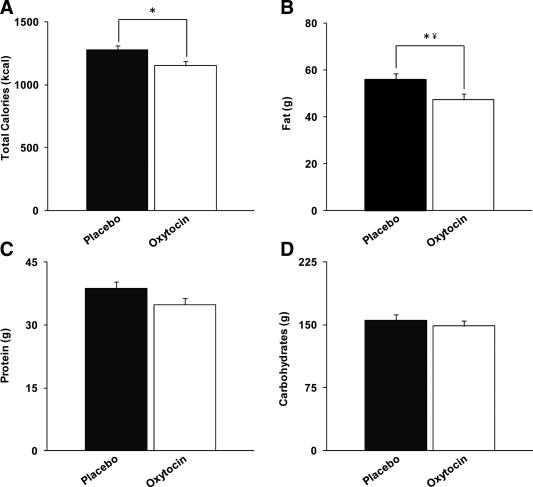 A
*
1500
1000
500
0
Total Calories (kcal)
Placebo
Oxytocin
B
* ¥
80
60
40
20
0
Fat (g)
Placebo
Oxytocin
C
45
30
15
0
Protein (g)
Placebo
Oxytocin
D
225
150
75
0
Carbohydrates (g)
Placebo
Oxytocin